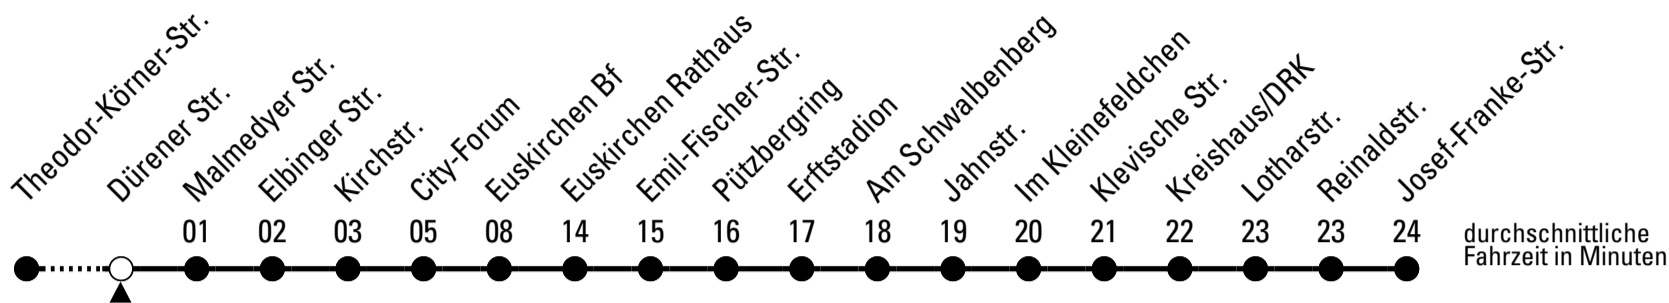 Theodor-Körner-Str.
Dürener Str.
Malmedyer Str.
Elbinger Str.
Kirchstr.
City-Forum
Euskirchen Bf
Euskirchen Rathaus
Emil-Fischer-Str.
Pützbergring
Erftstadion
Am Schwalbenberg
Jahnstr.
Im Kleinefeldchen
Klevische Str.
Kreishaus/DRK
Lotharstr.
Reinaldstr.
Josef-Franke-Str.
01 02 03 05 08 14 15 16 17 18 19 20 21 22 23 23 24
durchschnittliche
Fahrzeit in Minuten